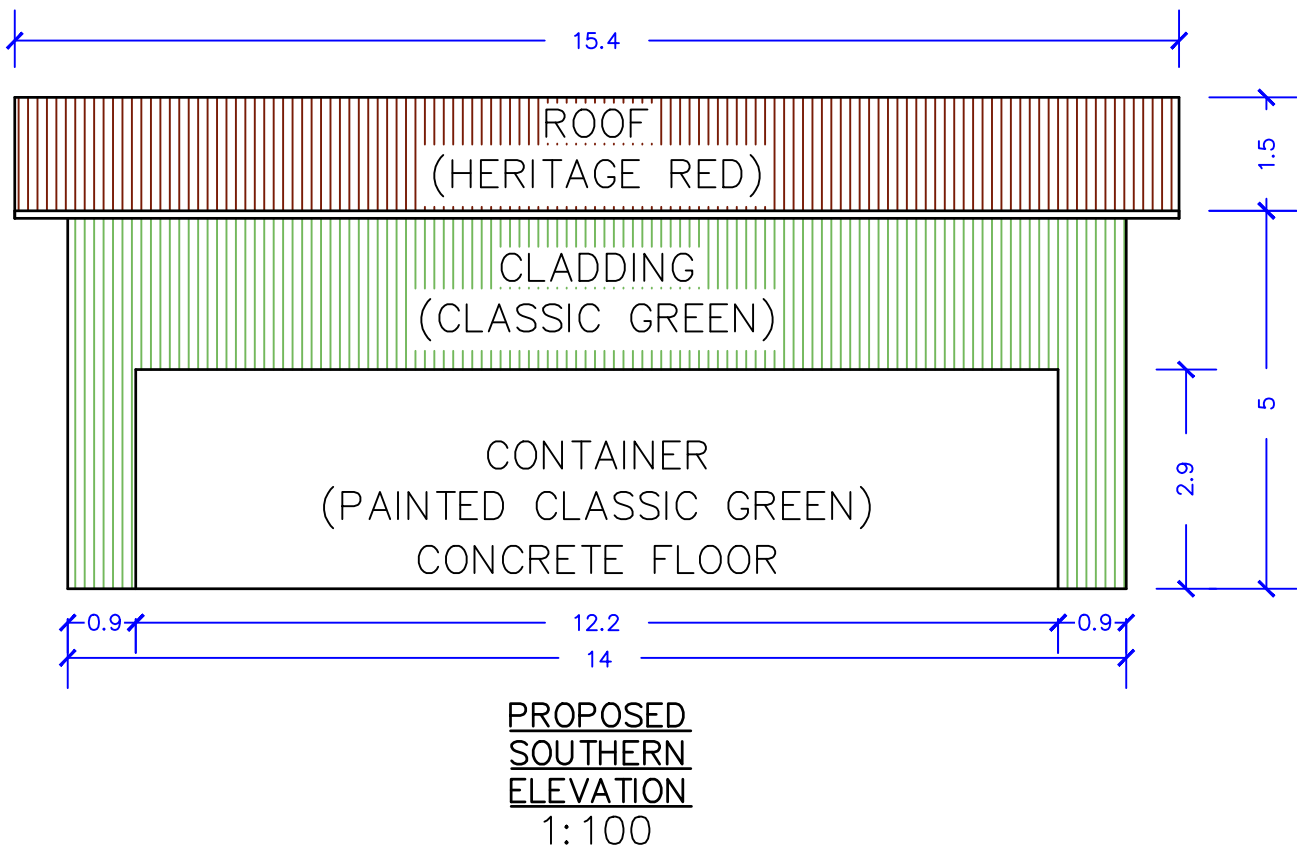 15.4
ROOF
(HERITAGE RED)
1.5
CLADDING
(CLASSIC GREEN)
5
2.9
CONTAINER
(PAINTED CLASSIC GREEN)
CONCRETE FLOOR
0.9 12.2 0.9
14
PROPOSED
SOUTHERN
ELEVATION
1:100